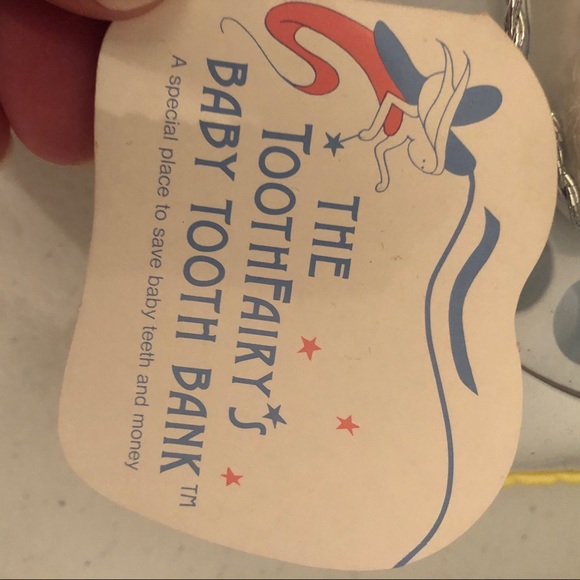 THE
TOOTHFAIRY'S
BABY TOOTH BANK™
A special place to save baby teeth and money